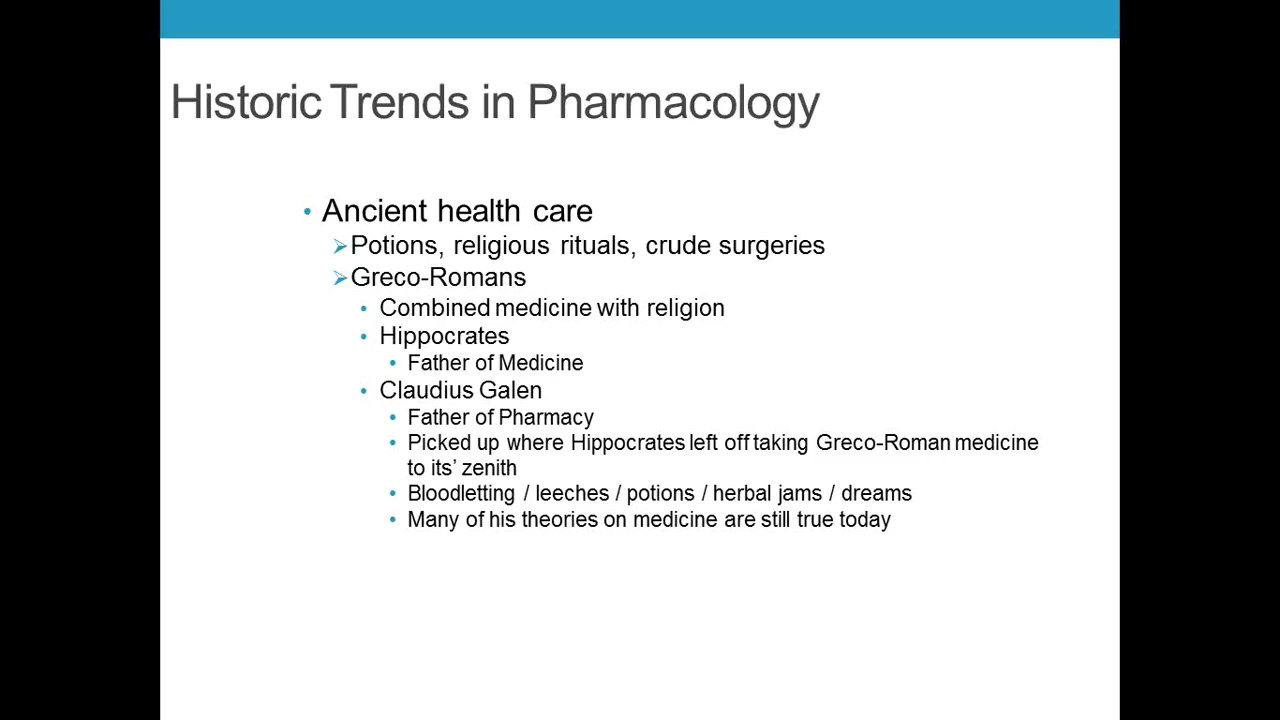 Historic Trends in Pharmacology
• Ancient health care
➢Potions, religious rituals, crude surgeries
➢Greco-Romans
• Combined medicine with religion
• Hippocrates
• Father of Medicine
• Claudius Galen
• Father of Pharmacy
• Picked up where Hippocrates left off taking Greco-Roman medicine
to its’ zenith
• Bloodletting / leeches / potions / herbal jams / dreams
• Many of his theories on medicine are still true today